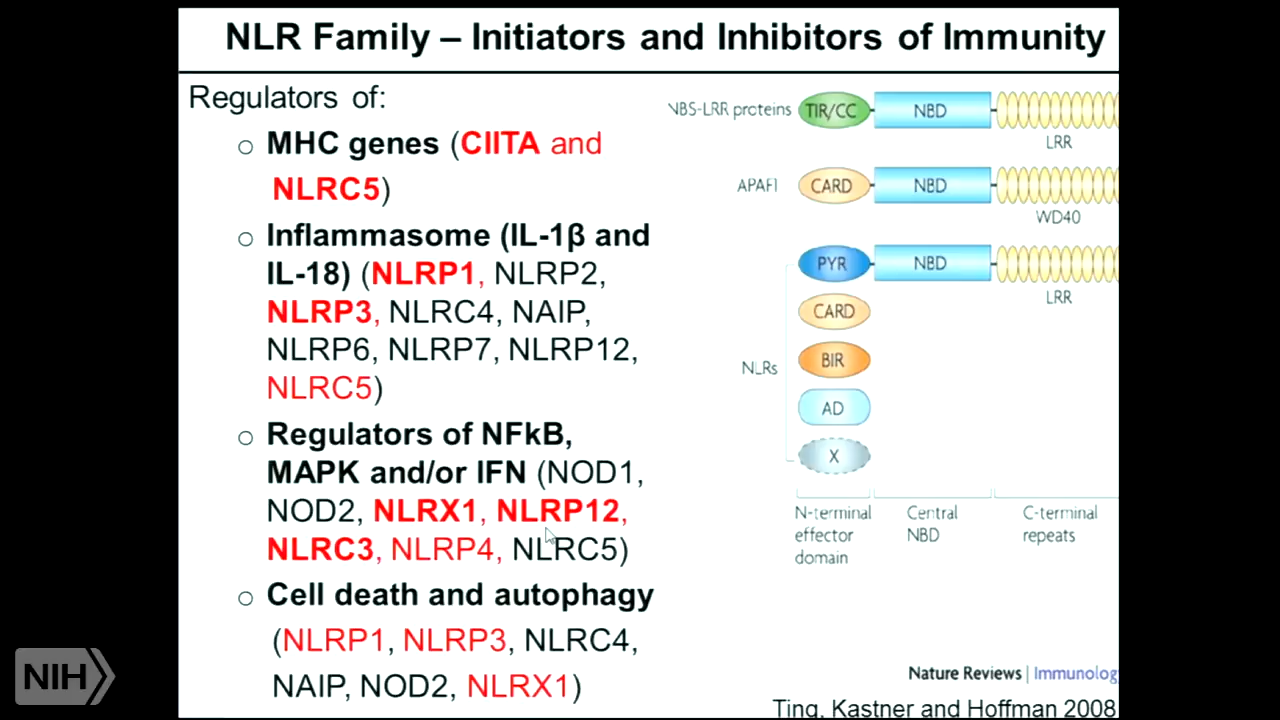 NLR Family – Initiators and Inhibitors of Immunity
Regulators of:
MHC genes (CIITA and
NLRC5)
Inflammasome (IL-1β and
IL-18) (NLRP1, NLRP2,
NLRP3, NLRC4, NAIP,
NLRP6, NLRP7, NLRP12,
NLRC5)
Regulators of NFkB,
MAPK and/or IFN (NOD1,
NOD2, NLRX1, NLRP12,
NLRC3, NLRP4, NLRC5)
Cell death and autophagy
(NLRP1, NLRP3, NLRC4,
NAIP, NOD2, NLRX1)
NBS-LRR proteins TIR/CC NBD
LRR
APAF1 CARD NBD
WD40
PYR NBD
LRR
CARD
BIR
NLRs
AD
X
N-terminal
effector
domain
Central
NBD
C-terminal
repeats
Nature Reviews | Immunolog
Ting, Kastner and Hoffman 2008
NIH